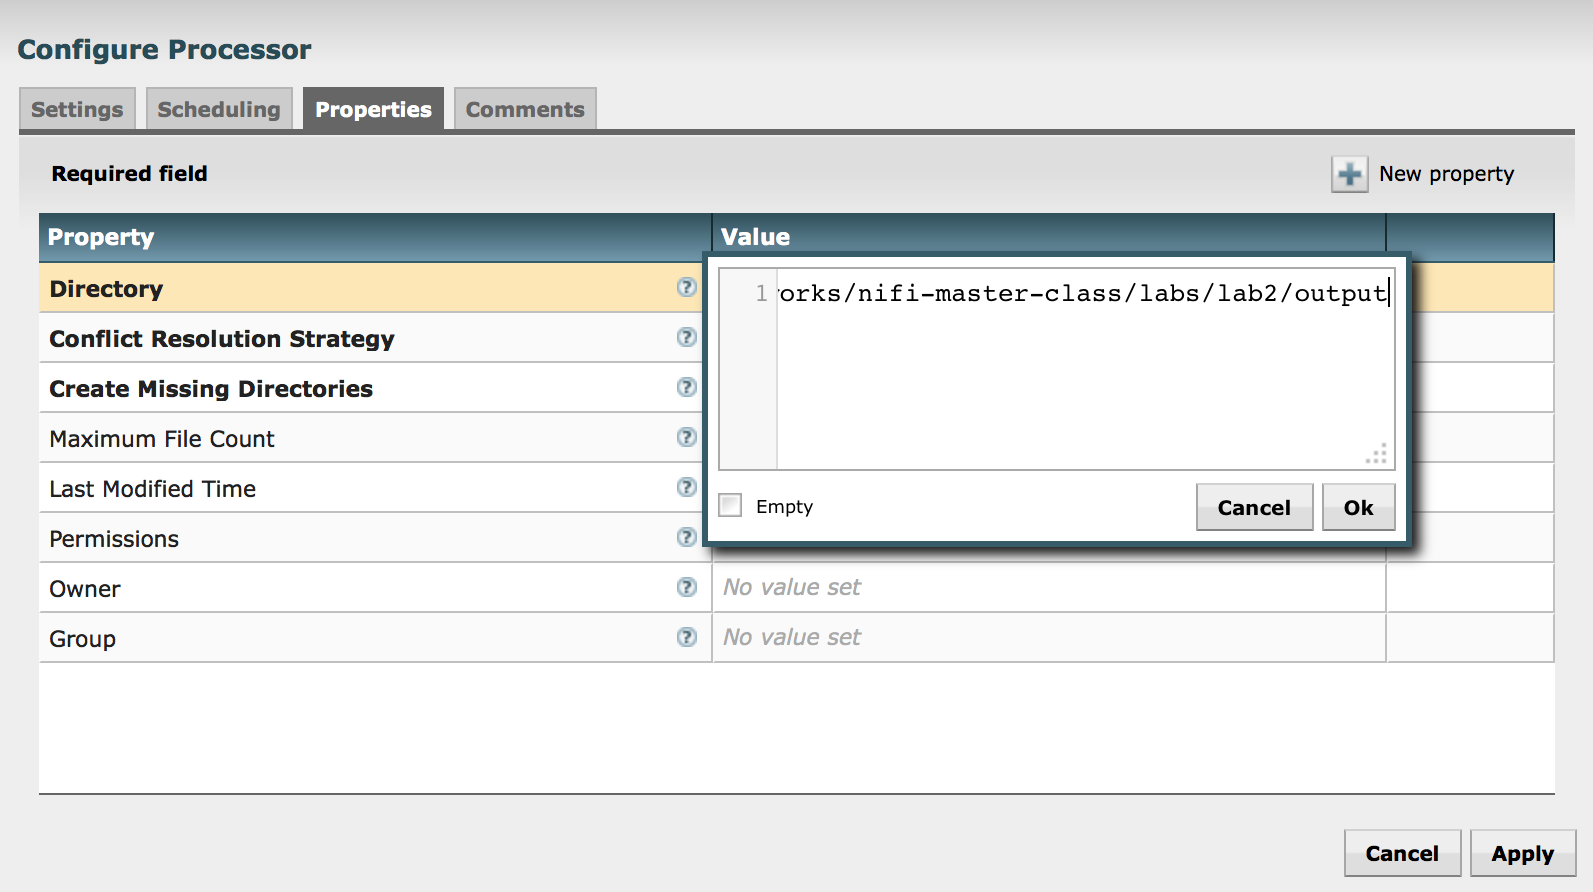 Configure Processor
Settings Scheduling Properties Comments
Required field
New property
Property Value
Directory ?
1 orks/nifi-master-class/labs/lab2/output
Conflict Resolution Strategy ?
Create Missing Directories ?
Maximum File Count ?
Last Modified Time ?
Empty Cancel Ok
Permissions ?
Owner ? No value set
Group ? No value set
Cancel Apply